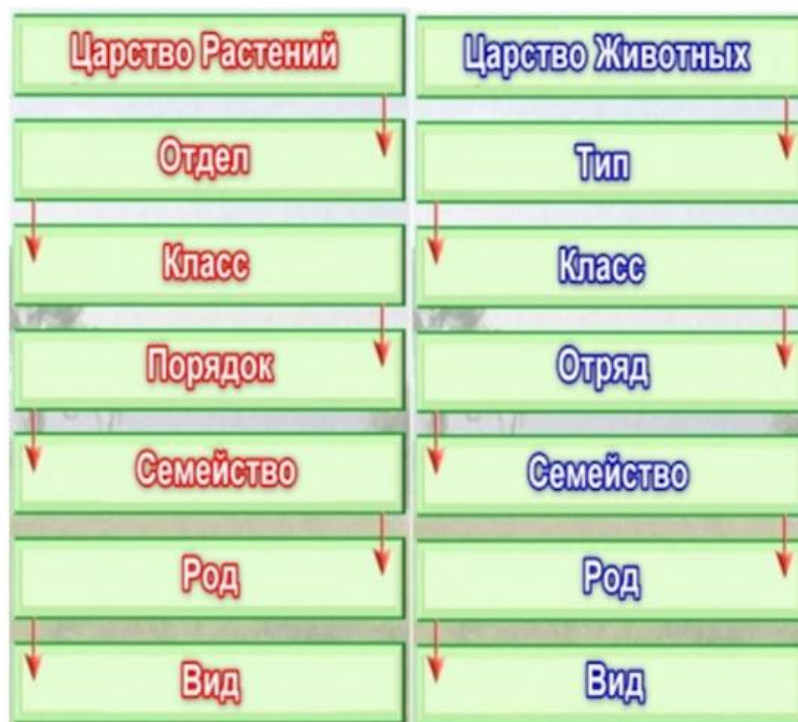 Царство Растений
Отдел
Класс
Порядок
Семейство
Род
Вид
Царство Животных
Тип
Класс
Отряд
Семейство
Род
Вид